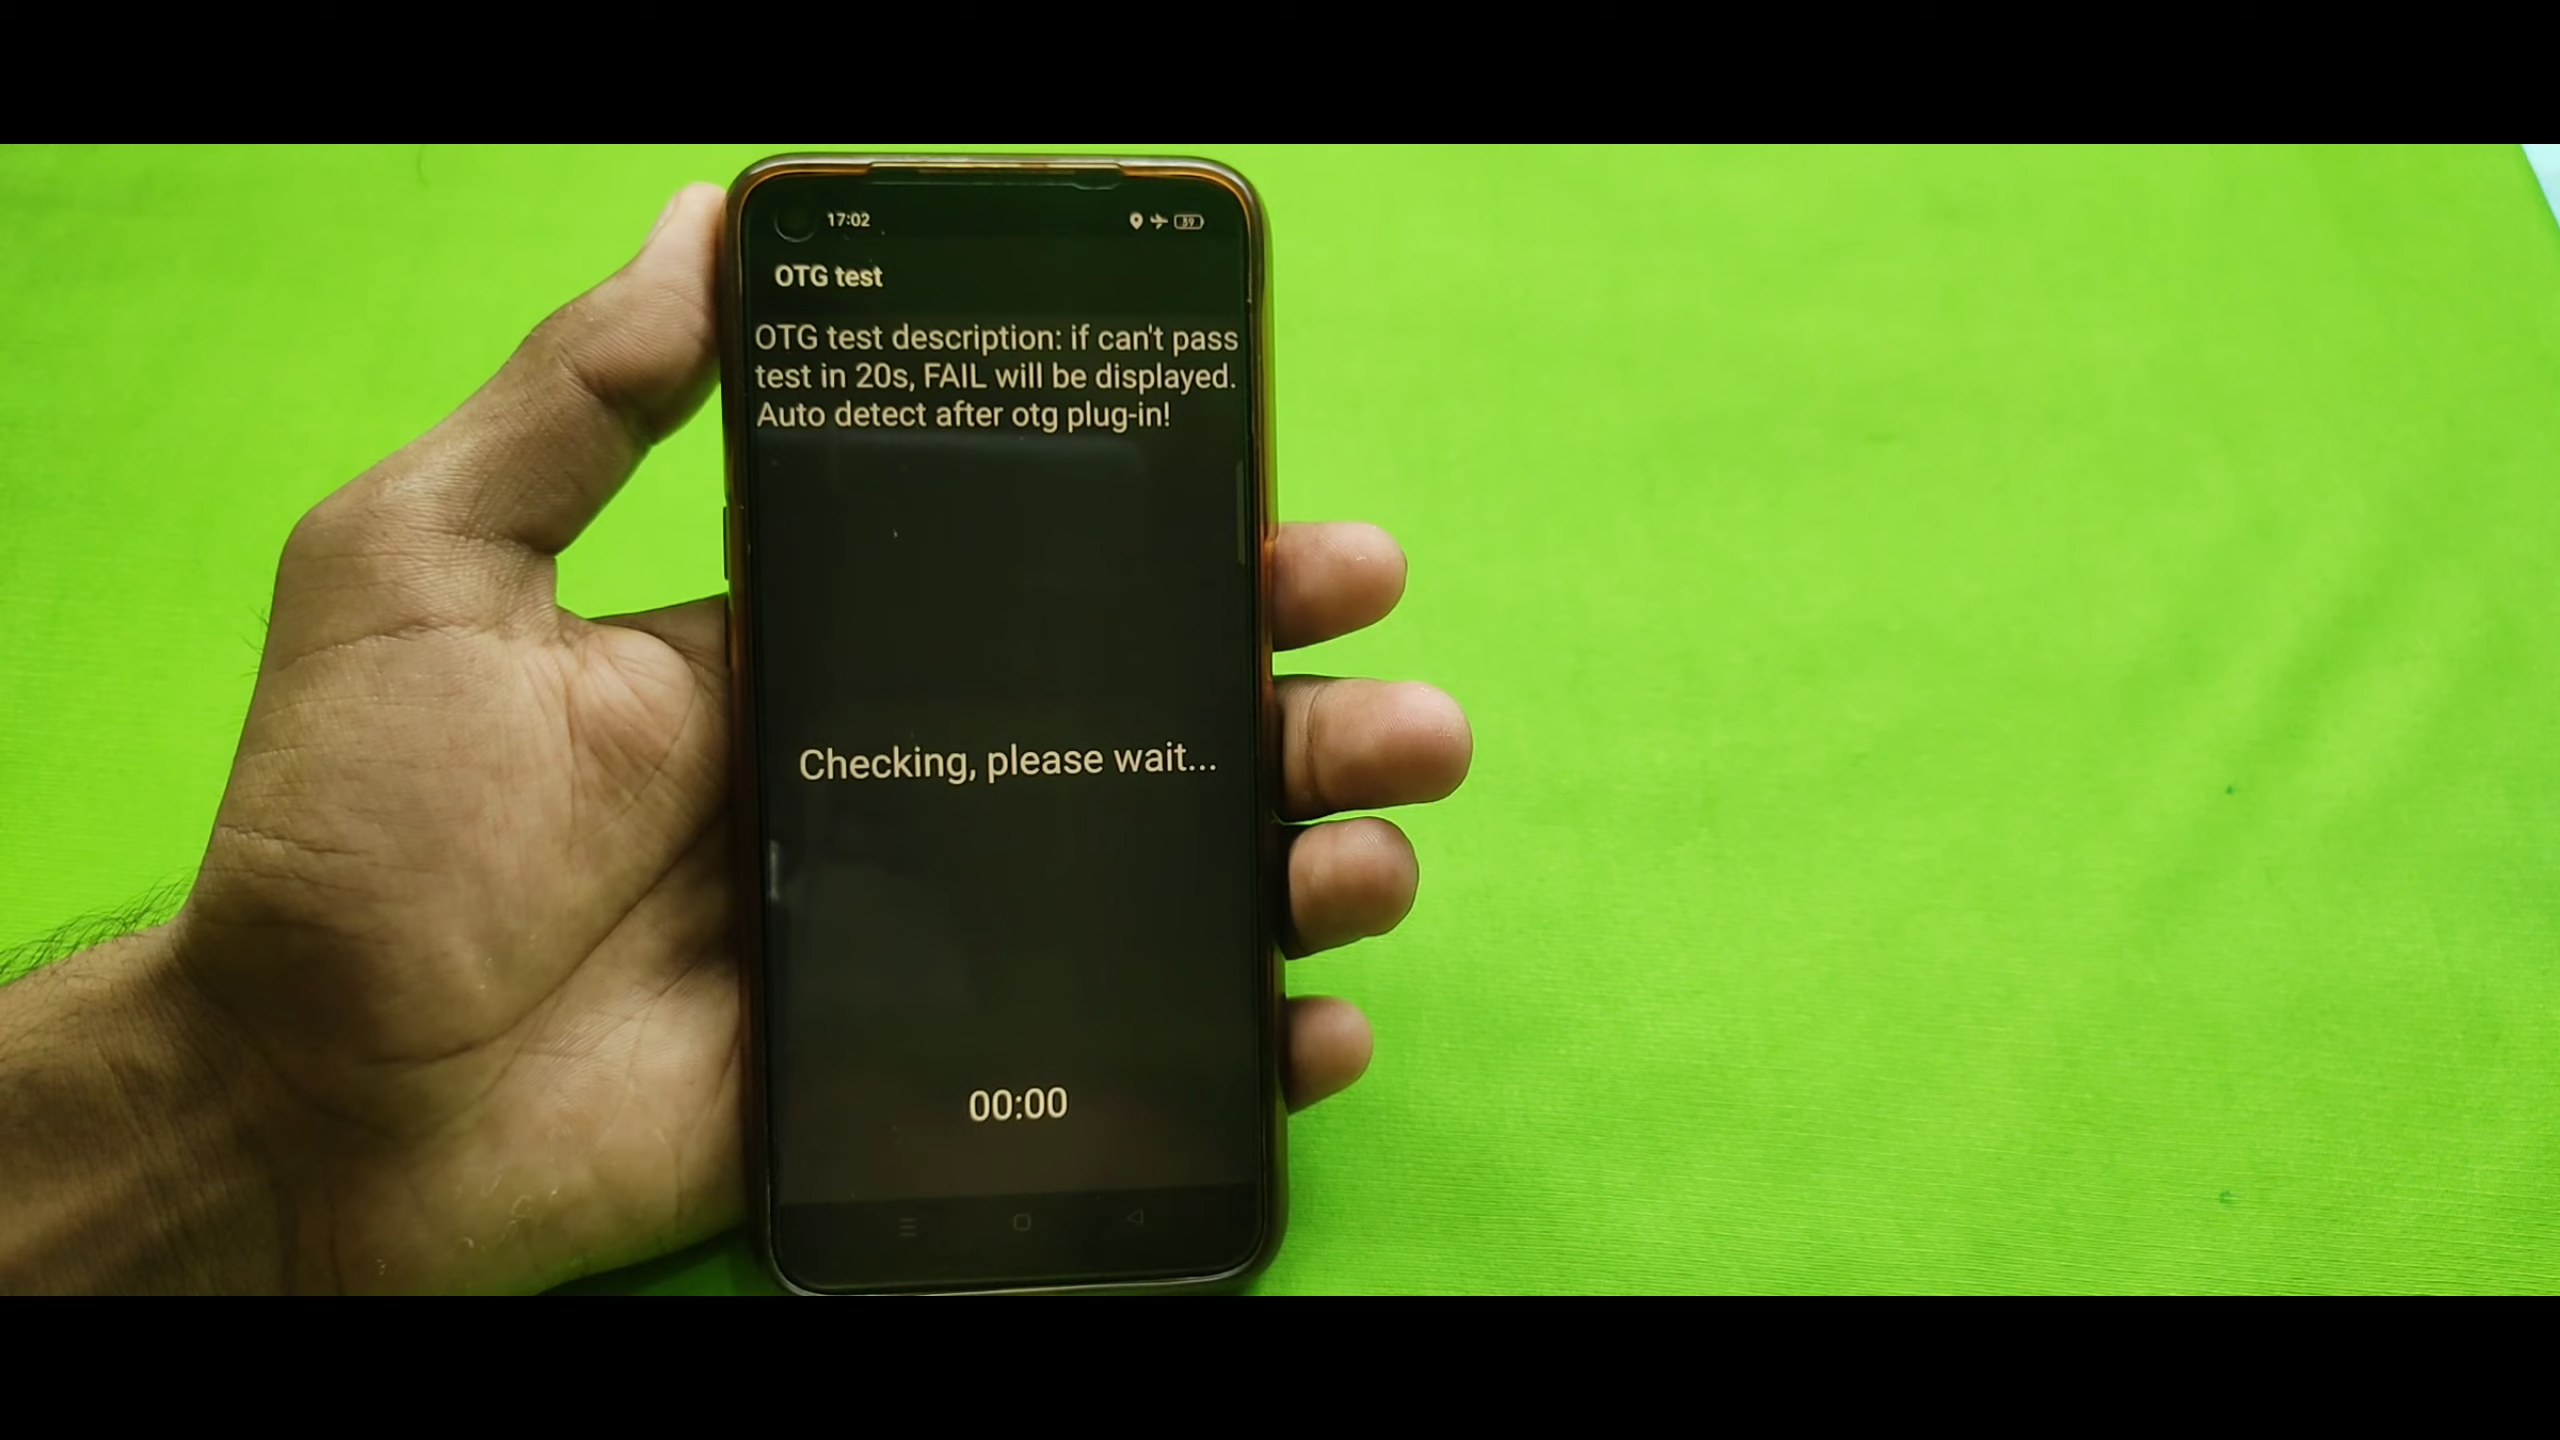 17:02
59
OTG test
OTG test description: if can't pass
test in 20s, FAIL will be displayed.
Auto detect after otg plug-in!
Checking, please wait...
00:00